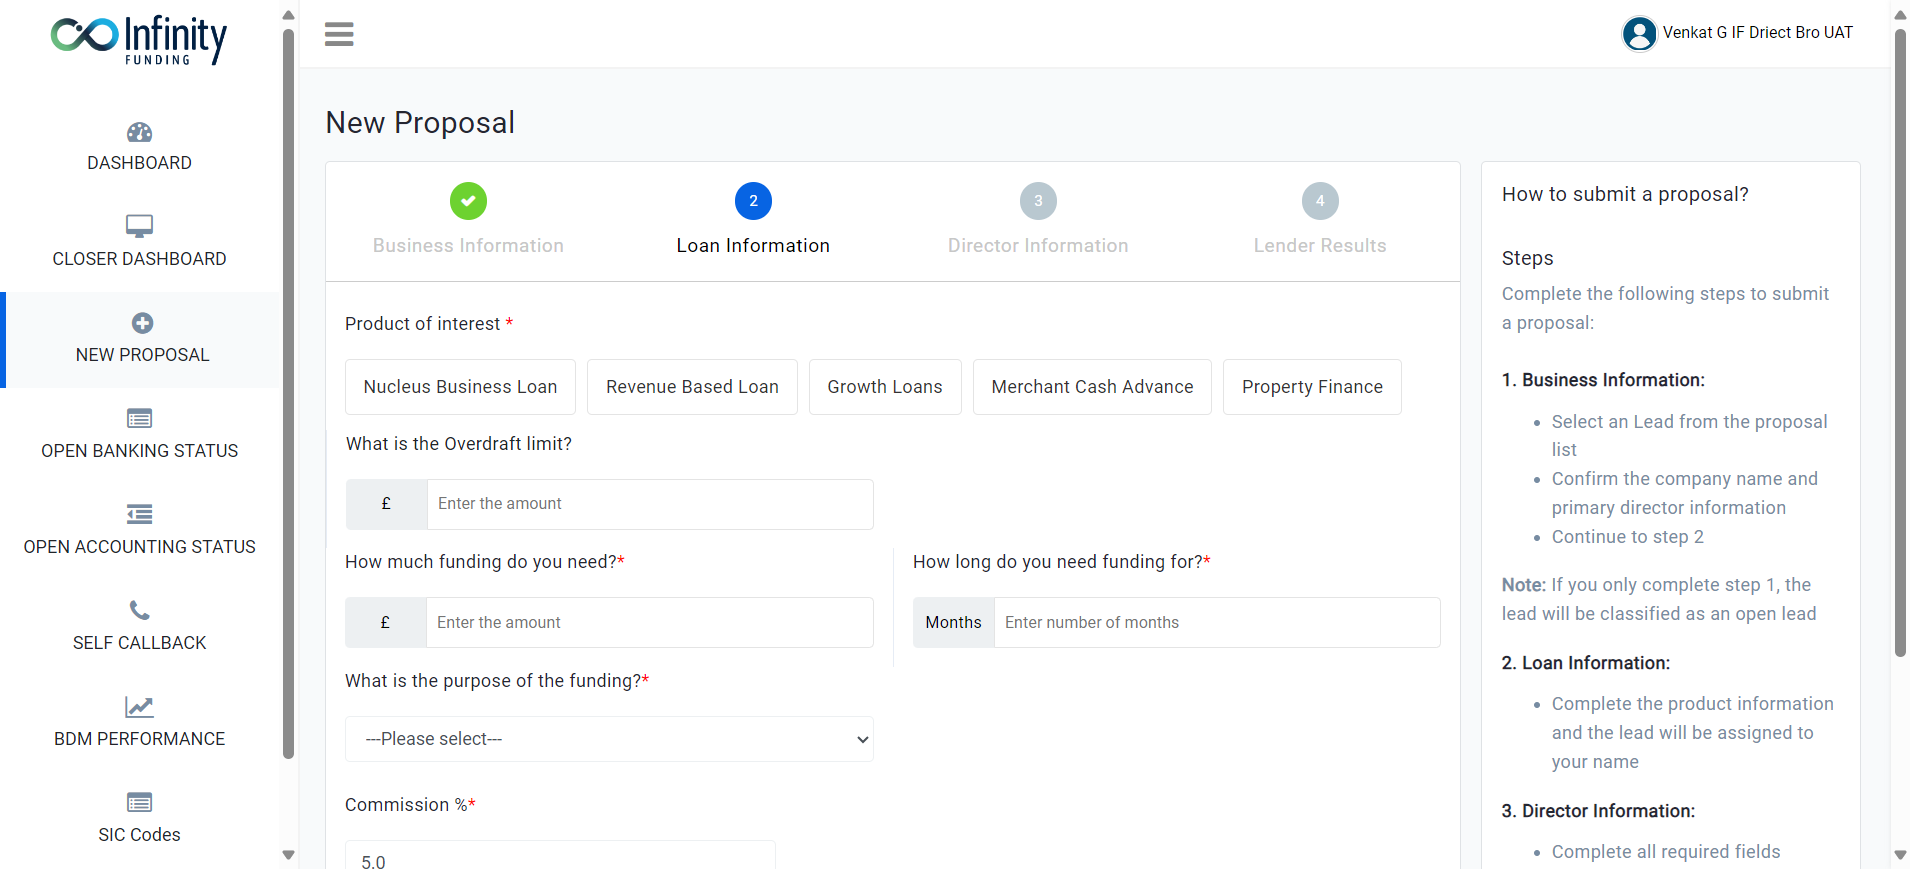 Infinity
FUNDING
DASHBOARD
CLOSER DASHBOARD
NEW PROPOSAL
OPEN BANKING STATUS
OPEN ACCOUNTING STATUS
SELF CALLBACK
BDM PERFORMANCE
SIC Codes
Venkat G IF Driect Bro UAT
New Proposal
2
3
4
Business Information
Loan Information
Director Information
Lender Results
Product of interest *
Nucleus Business Loan
Revenue Based Loan
Growth Loans
Merchant Cash Advance
Property Finance
What is the Overdraft limit?
£ Enter the amount
How much funding do you need?*
£ Enter the amount
How long do you need funding for?*
Months Enter number of months
What is the purpose of the funding?*
---Please select---
Commission %*
5.0
How to submit a proposal?
Steps
Complete the following steps to submit
a proposal:
1. Business Information:
• Select an Lead from the proposal
list
• Confirm the company name and
primary director information
• Continue to step 2
Note: If you only complete step 1, the
lead will be classified as an open lead
2. Loan Information:
• Complete the product information
and the lead will be assigned to
your name
3. Director Information:
• Complete all required fields